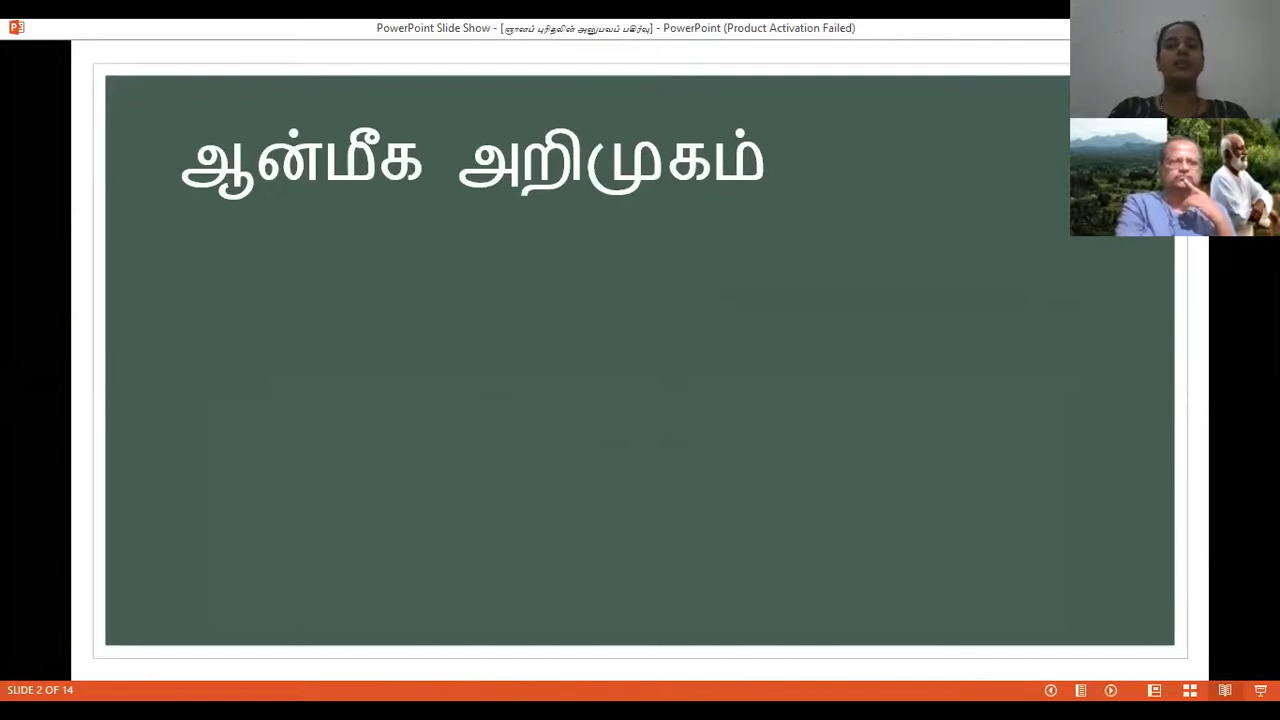 PowerPoint Slide Show - [ஞானப் புரிதலின் அனுபவப் பகிர்வு] - PowerPoint (Product Activation Failed)
ஆன்மீக அறிமுகம்
SLIDE 2 OF 14